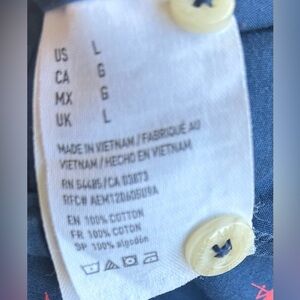 US L
CA G
MX G
UK L
MADE IN VIETNAM / FABRIQUÉ AU
VIETNAM / HECHO EN VIETNAM
RN 54485 / CA 03873
RFC#
EN 100% COTTON
FR 100% COTON
SP 100% algodón